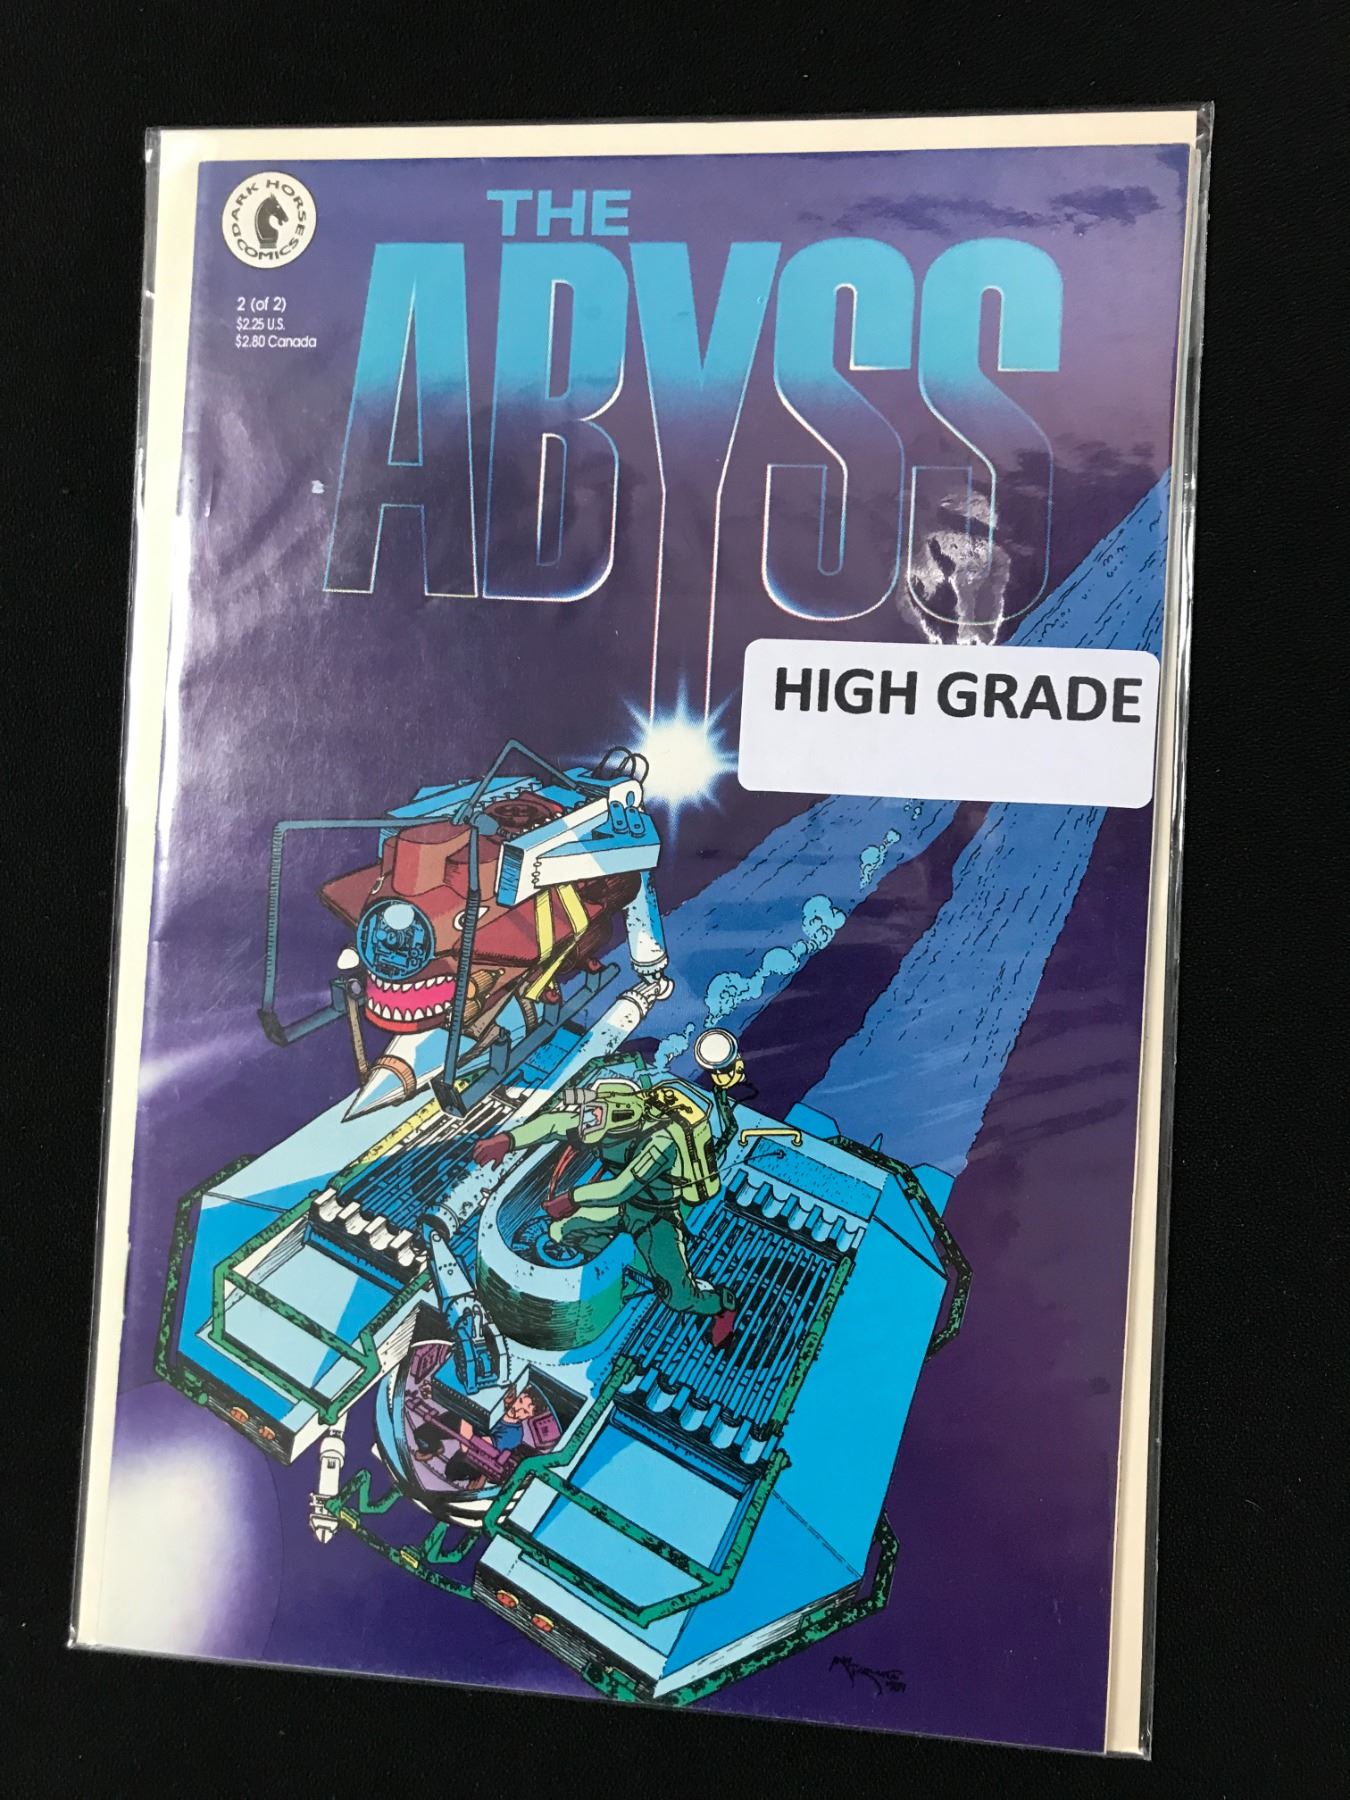 DARK HORSE COMICS
THE
ABYSS
2 (of 2)
$2.25 U.S.
$2.80 Canada
HIGH GRADE